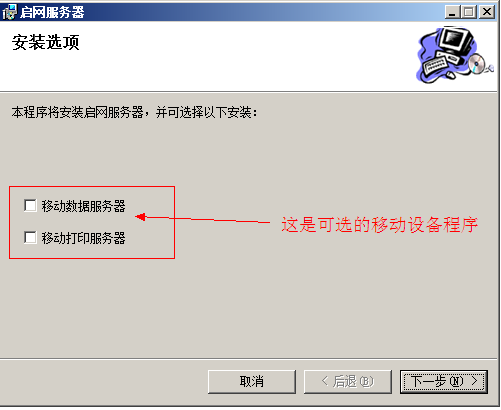 启网服务器
安装选项
本程序将安装启网服务器，并可选择以下安装：
移动数据服务器
移动打印服务器
这是可选的移动设备程序
取消
< 后退(B)
下一步(N) >